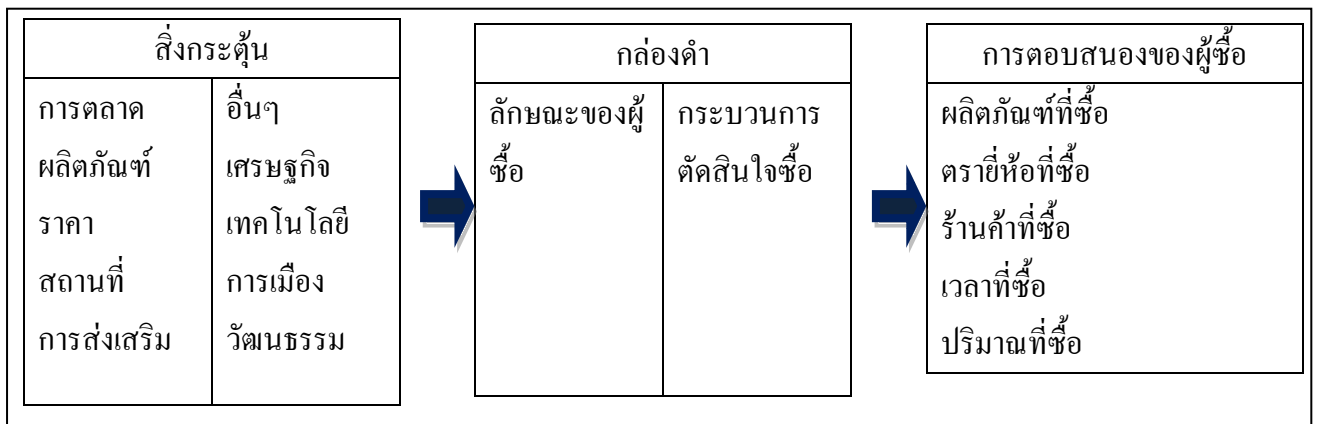 สิ่งกระตุ้น
การตลาด
ผลิตภัณฑ์
ราคา
สถานที่
การส่งเสริม
อื่นๆ
เศรษฐกิจ
เทคโนโลยี
การเมือง
วัฒนธรรม
กล่องดำ
ลักษณะของผู้
ซื้อ
กระบวนการ
ตัดสินใจซื้อ
การตอบสนองของผู้ซื้อ
ผลิตภัณฑ์ที่ซื้อ
ตรายี่ห้อที่ซื้อ
ร้านค้าที่ซื้อ
เวลาที่ซื้อ
ปริมาณที่ซื้อ